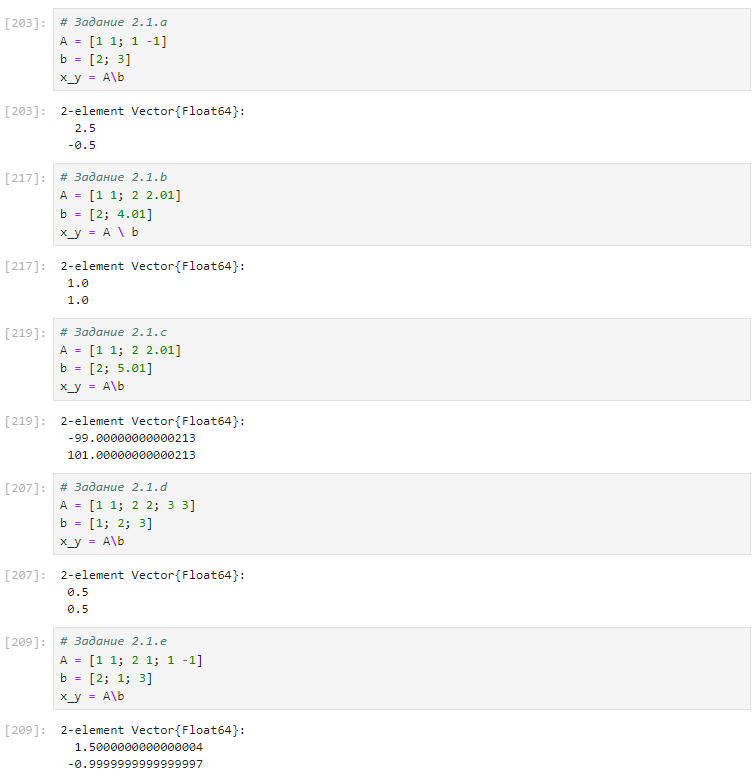 [203]: # Задание 2.1.a
A = [1 1; 1 -1]
b = [2; 3]
x_y = A\b
[203]: 2-element Vector{Float64}:
2.5
-0.5
[217]: # Задание 2.1.b
A = [1 1; 2 2.01]
b = [2; 4.01]
x_y = A \ b
[217]: 2-element Vector{Float64}:
1.0
1.0
[219]: # Задание 2.1.c
A = [1 1; 2 2.01]
b = [2; 5.01]
x_y = A\b
[219]: 2-element Vector{Float64}:
-99.00000000000213
101.00000000000213
[207]: # Задание 2.1.d
A = [1 1; 2 2; 3 3]
b = [1; 2; 3]
x_y = A\b
[207]: 2-element Vector{Float64}:
0.5
0.5
[209]: # Задание 2.1.e
A = [1 1; 2 1; 1 -1]
b = [2; 1; 3]
x_y = A\b
[209]: 2-element Vector{Float64}:
1.5000000000000004
-0.9999999999999997